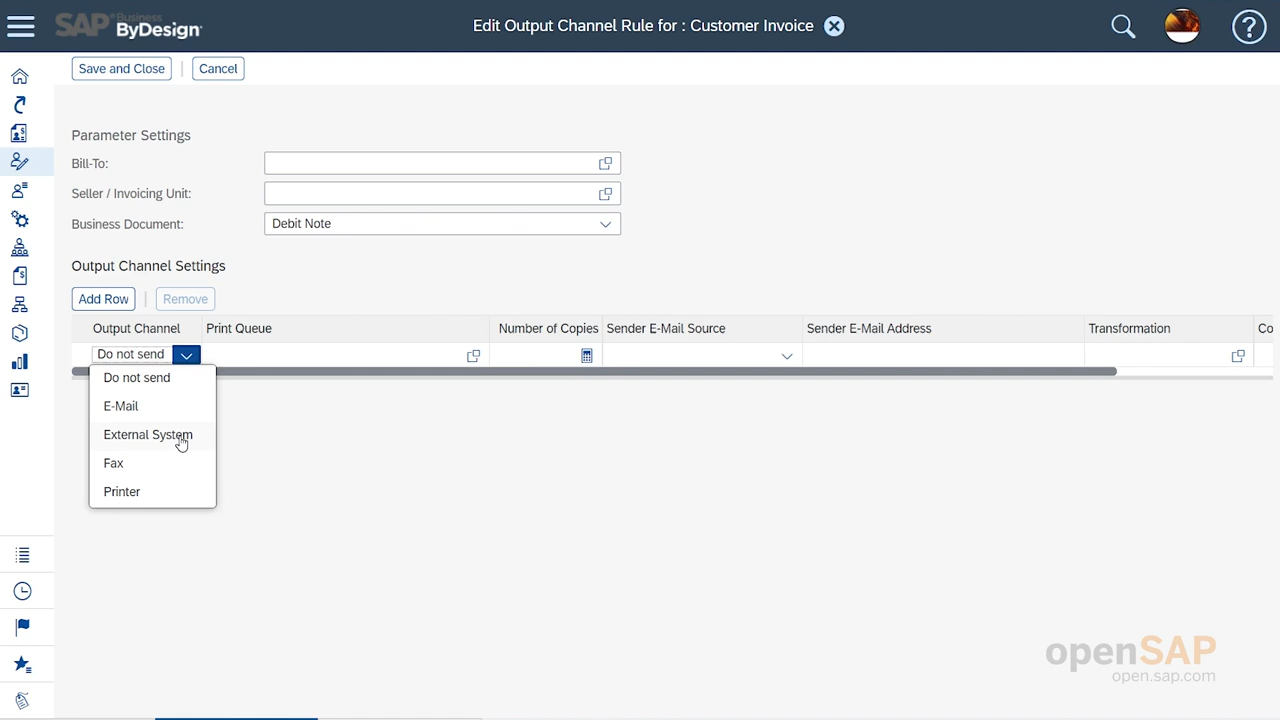 SAP Business ByDesign
Edit Output Channel Rule for : Customer Invoice
Save and Close
Cancel
Parameter Settings
Bill-To:
Seller / Invoicing Unit:
Business Document:
Debit Note
Output Channel Settings
Add Row
Remove
Output Channel
Print Queue
Number of Copies
Sender E-Mail Source
Sender E-Mail Address
Transformation
Co
Do not send
Do not send
E-Mail
External System
Fax
Printer
openSAP
open.sap.com